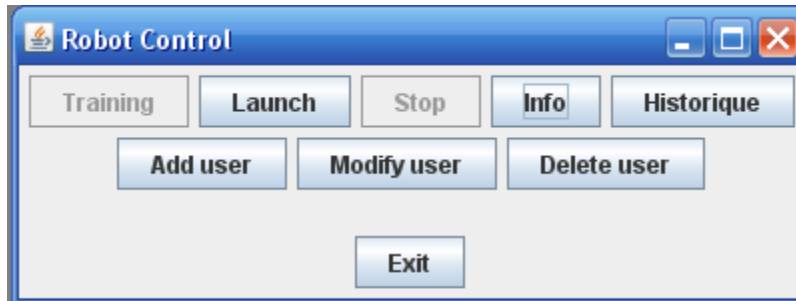 Robot Control
Training Launch Stop Info Historique
Add user Modify user Delete user
Exit